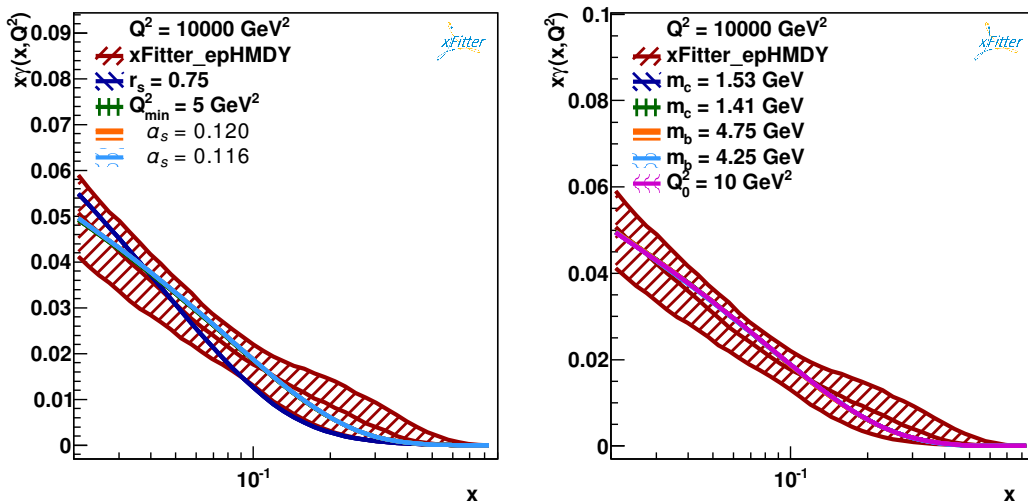 Q² = 10000 GeV²
xFitter_epHMDY
r_s = 0.75
Q²_min = 5 GeV²
α_s = 0.120
α_s = 0.116
xFitter
xγ(x,Q²)
0.09
0.08
0.07
0.06
0.05
0.04
0.03
0.02
0.01
0
10⁻¹
x
Q² = 10000 GeV²
xFitter_epHMDY
m_c = 1.53 GeV
m_c = 1.41 GeV
m_b = 4.75 GeV
m_b = 4.25 GeV
Q²_0 = 10 GeV²
xFitter
xγ(x,Q²)
0.1
0.08
0.06
0.04
0.02
0
10⁻¹
x